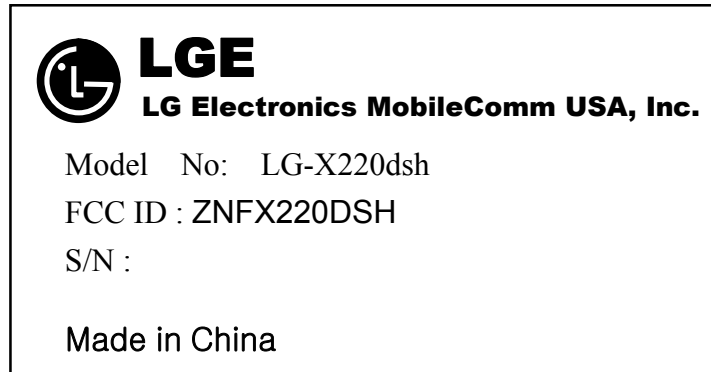 LGE
LG Electronics MobileComm USA, Inc.
Model No: LG-X220dsh
FCC ID : ZNFX220DSH
S/N :
Made in China